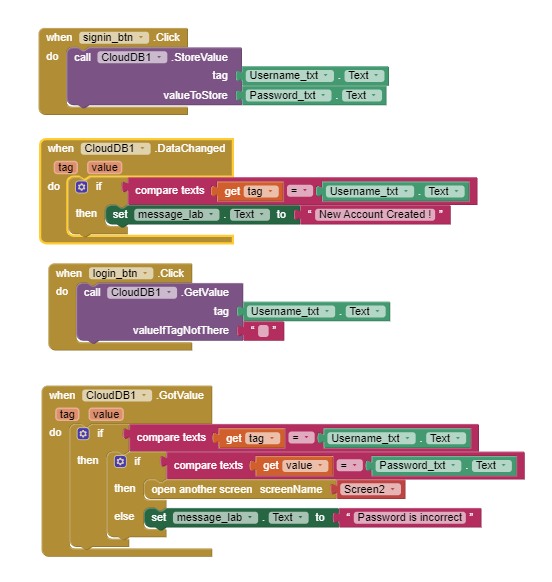 when signin_btn .Click
do call CloudDB1 .StoreValue
tag Username_txt . Text
valueToStore Password_txt . Text
when CloudDB1 .DataChanged
tag value
do if compare texts get tag = Username_txt . Text
then set message_lab . Text to “ New Account Created ! ”
when login_btn .Click
do call CloudDB1 .GetValue
tag Username_txt . Text
valueIfTagNotThere “ ”
when CloudDB1 .GotValue
tag value
do if compare texts get tag = Username_txt . Text
then if compare texts get value = Password_txt . Text
then open another screen screenName Screen2
else set message_lab . Text to “ Password is incorrect ”